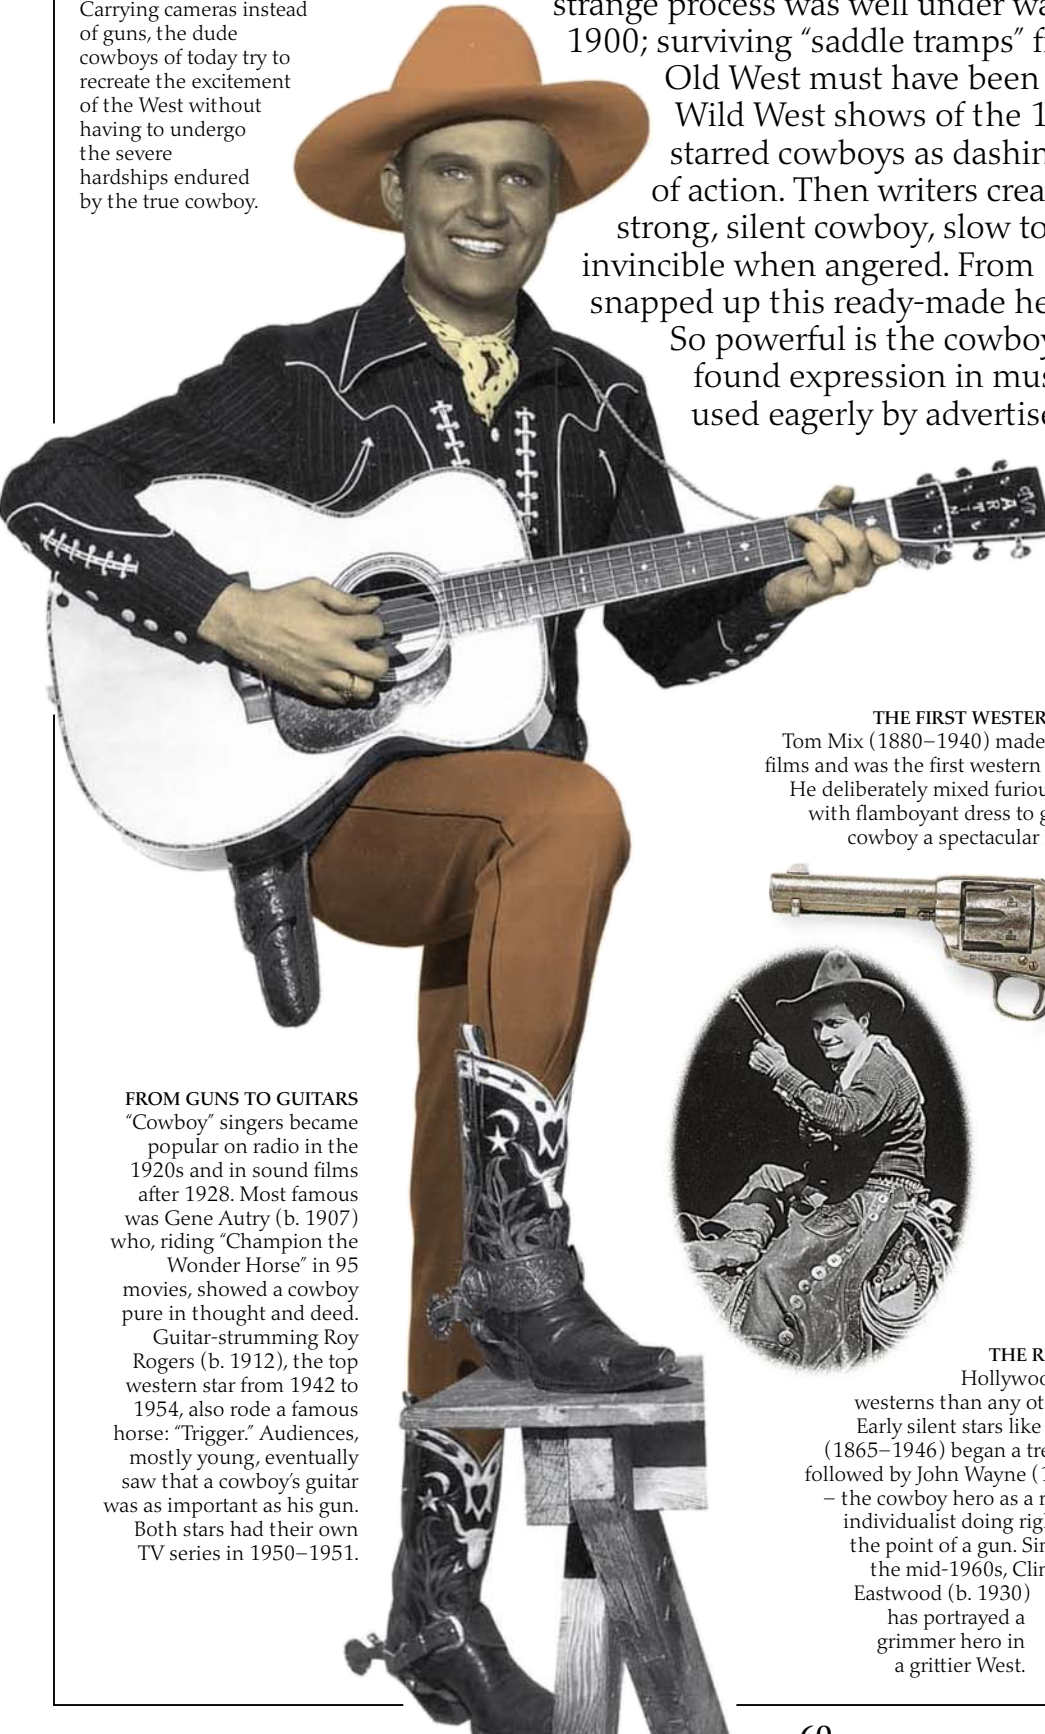 Carrying cameras instead
of guns, the dude
cowboys of today try to
recreate the excitement
of the West without
having to undergo
the severe
hardships endured
by the true cowboy.
strange process was well under wa
1900; surviving “saddle tramps” f
Old West must have been
Wild West shows of the 1
starred cowboys as dashin
of action. Then writers crea
strong, silent cowboy, slow to
invincible when angered. From
snapped up this ready-made he
So powerful is the cowboy
found expression in mus
used eagerly by advertise
MARTIN
THE FIRST WESTER
Tom Mix (1880–1940) made
films and was the first western
He deliberately mixed furiou
with flamboyant dress to g
cowboy a spectacular
FROM GUNS TO GUITARS
“Cowboy” singers became
popular on radio in the
1920s and in sound films
after 1928. Most famous
was Gene Autry (b. 1907)
who, riding “Champion the
Wonder Horse” in 95
movies, showed a cowboy
pure in thought and deed.
Guitar-strumming Roy
Rogers (b. 1912), the top
western star from 1942 to
1954, also rode a famous
horse: “Trigger.” Audiences,
mostly young, eventually
saw that a cowboy’s guitar
was as important as his gun.
Both stars had their own
TV series in 1950–1951.
THE R
Hollywoo
westerns than any ot
Early silent stars like
(1865–1946) began a tre
followed by John Wayne (1
– the cowboy hero as a r
individualist doing righ
the point of a gun. Sin
the mid-1960s, Clin
Eastwood (b. 1930)
has portrayed a
grimmer hero in
a grittier West.